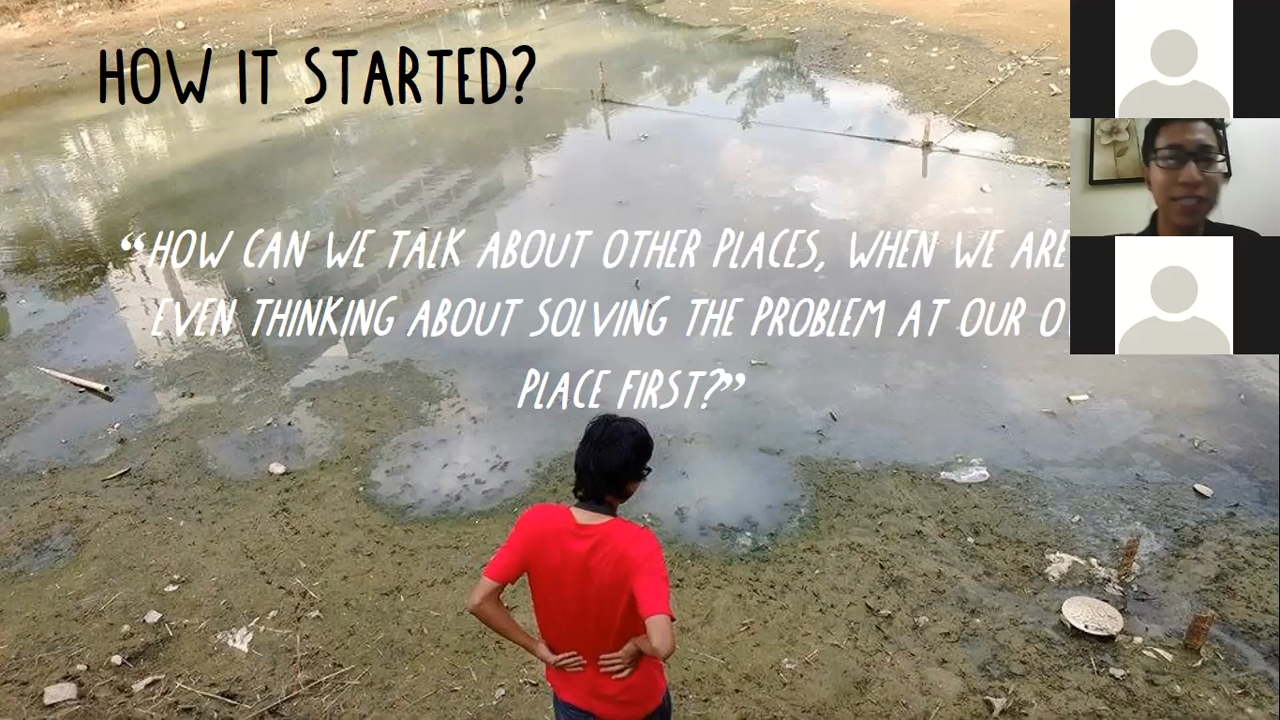 HOW IT STARTED?
“HOW CAN WE TALK ABOUT OTHER PLACES, WHEN WE ARE
EVEN THINKING ABOUT SOLVING THE PROBLEM AT OUR
PLACE FIRST?”